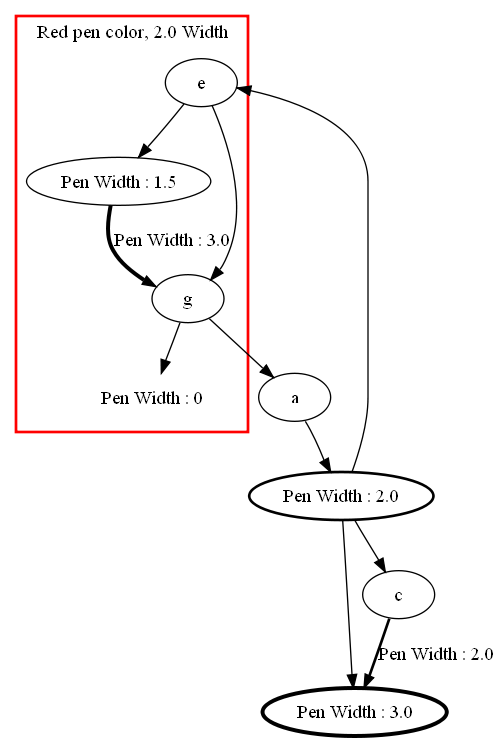 Red pen color, 2.0 Width
e
Pen Width : 1.5
Pen Width : 3.0
g
Pen Width : 0
a
Pen Width : 2.0
c
Pen Width : 2.0
Pen Width : 3.0